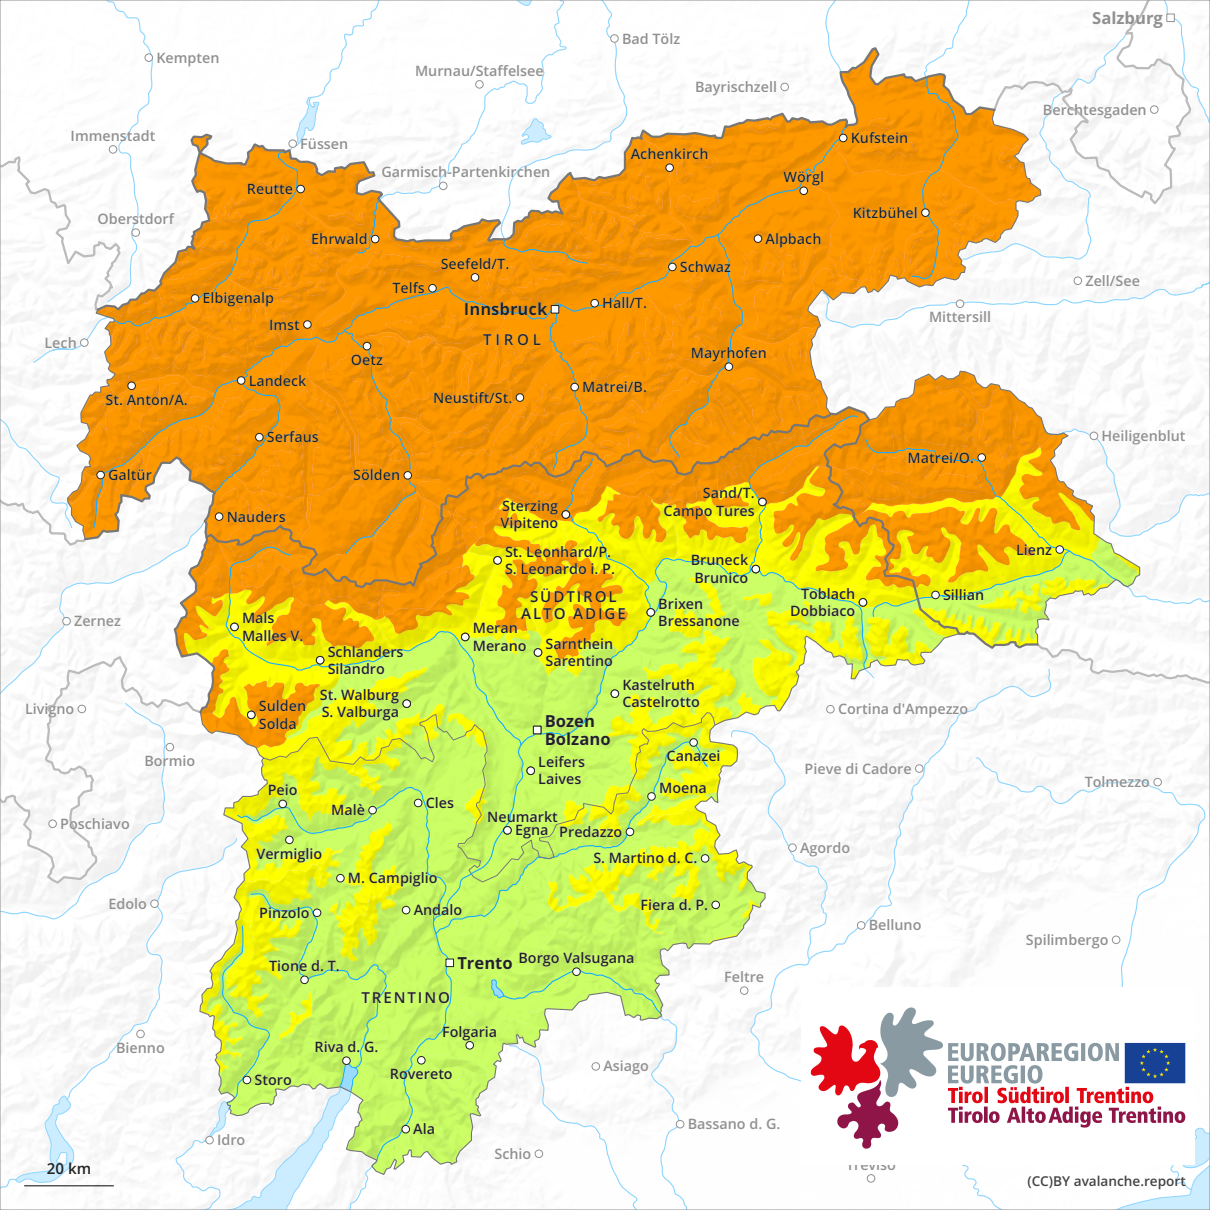 Salzburg
Bad Tölz
Kempten
Murnau/Staffelsee
Bayrischzell
Berchtesgaden
Immenstadt
Füssen
Kufstein
Achenkirch
Garmisch-Partenkirchen
Wörgl
Reutte
Oberstdorf
Kitzbühel
Ehrwald
Alpbach
Seefeld/T.
Schwaz
Zell/See
Telfs
Elbigenalp
Hall/T.
Innsbruck
Mittersill
Imst
TIROL
Lech
Oetz
Mayrhofen
Landeck
Matrei/B.
St. Anton/A.
Neustift/St.
Serfaus
Heiligenblut
Matrei/O.
Galtür
Sölden
Sand/T.
Campo Tures
Sterzing
Vipiteno
Nauders
St. Leonhard/P.
S. Leonardo i. P.
Lienz
Bruneck
Brunico
SÜDTIROL
ALTO ADIGE
Toblach
Dobbiaco
Sillian
Brixen
Bressanone
Mals
Malles V.
Zernez
Meran
Merano
Schlanders
Silandro
Sarnthein
Sarentino
St. Walburg
S. Valburga
Kastelruth
Castelrotto
Sulden
Solda
Livigno
Cortina d'Ampezzo
Bozen
Bolzano
Bormio
Canazei
Leifers
Laives
Pieve di Cadore
Tolmezzo
Peio
Moena
Malè
Cles
Neumarkt
Egna
Predazzo
Poschiavo
Vermiglio
Agordo
S. Martino d. C.
M. Campiglio
Edolo
Pinzolo
Andalo
Fiera d. P.
Belluno
Spilimbergo
Tione d. T.
Trento
Borgo Valsugana
Feltre
TRENTINO
Folgaria
Bienno
Riva d. G.
Rovereto
Asiago
Storo
EUROPAREGION
EUREGIO
Tirol Südtirol Trentino
Tirolo Alto Adige Trentino
Ala
Bassano d. G.
Idro
Schio
Treviso
20 km
(CC)BY avalanche.report